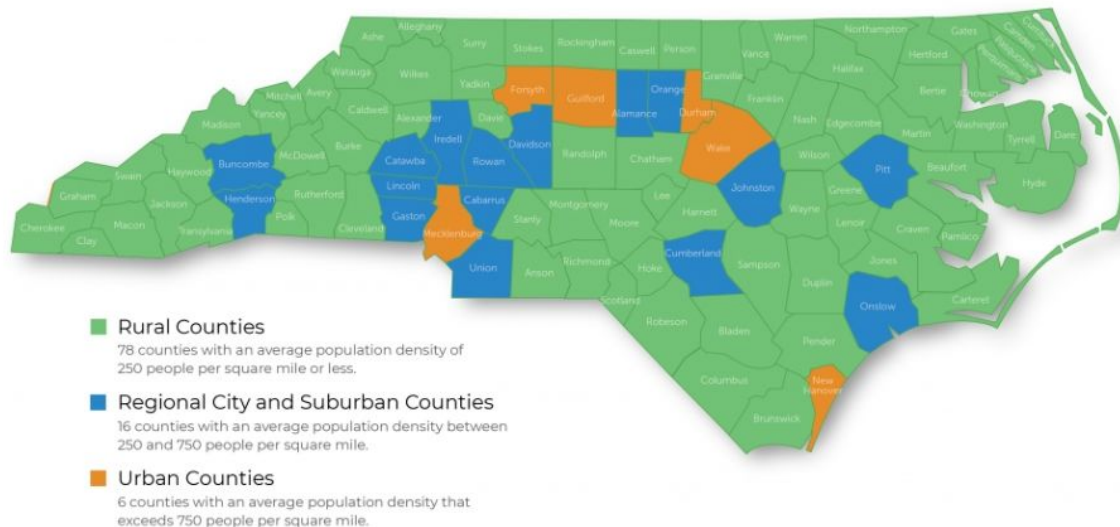 Alleghany
Ashe
Surry
Stokes
Rockingham
Caswell
Person
Vance
Warren
Northampton
Gates
Currituck
Camden
Pasquotank
Perquimans
Hertford
Watauga
Wilkes
Yadkin
Forsyth
Guilford
Alamance
Orange
Durham
Granville
Franklin
Halifax
Bertie
Chowan
Mitchell
Avery
Caldwell
Alexander
Davie
Iredell
Davidson
Randolph
Chatham
Wake
Nash
Edgecombe
Martin
Washington
Tyrrell
Dare
Madison
Yancey
Burke
Catawba
Rowan
Wilson
Pitt
Beaufort
Hyde
Buncombe
McDowell
Haywood
Swain
Graham
Lincoln
Lee
Johnston
Greene
Henderson
Rutherford
Cabarrus
Montgomery
Moore
Harnett
Wayne
Lenoir
Craven
Pamlico
Jackson
Cherokee
Macon
Clay
Transylvania
Polk
Cleveland
Gaston
Mecklenburg
Stanly
Union
Anson
Richmond
Hoke
Cumberland
Sampson
Jones
Duplin
Onslow
Carteret
Scotland
Robeson
Bladen
Pender
Columbus
New
Hanover
Brunswick
Rural Counties
78 counties with an average population density of
250 people per square mile or less.
Regional City and Suburban Counties
16 counties with an average population density between
250 and 750 people per square mile.
Urban Counties
6 counties with an average population density that
exceeds 750 people per square mile.